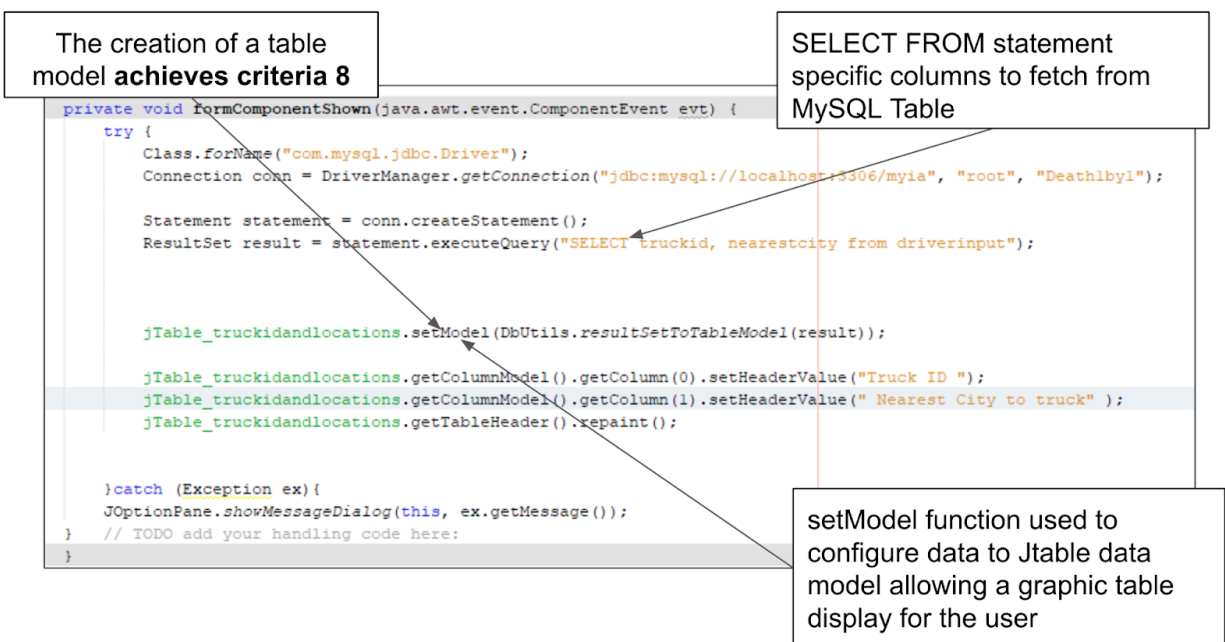 The creation of a table
model achieves criteria 8
SELECT FROM statement
specific columns to fetch from
MySQL Table
private void formComponentShown(java.awt.event.ComponentEvent evt) {
try {
Class.forName("com.mysql.jdbc.Driver");
Connection conn = DriverManager.getConnection("jdbc:mysql://localhost:3306/myia", "root", "Death1by1");
Statement statement = conn.createStatement();
ResultSet result = statement.executeQuery("SELECT truckid, nearestcity from driverinput");
jTable_truckidandlocations.setModel(DbUtils.resultSetToTableModel(result));
jTable_truckidandlocations.getColumnModel().getColumn(0).setHeaderValue("Truck ID ");
jTable_truckidandlocations.getColumnModel().getColumn(1).setHeaderValue(" Nearest City to truck" );
jTable_truckidandlocations.getTableHeader().repaint();
}catch (Exception ex){
JOptionPane.showMessageDialog(this, ex.getMessage());
} // TODO add your handling code here:
}
setModel function used to
configure data to Jtable data
model allowing a graphic table
display for the user